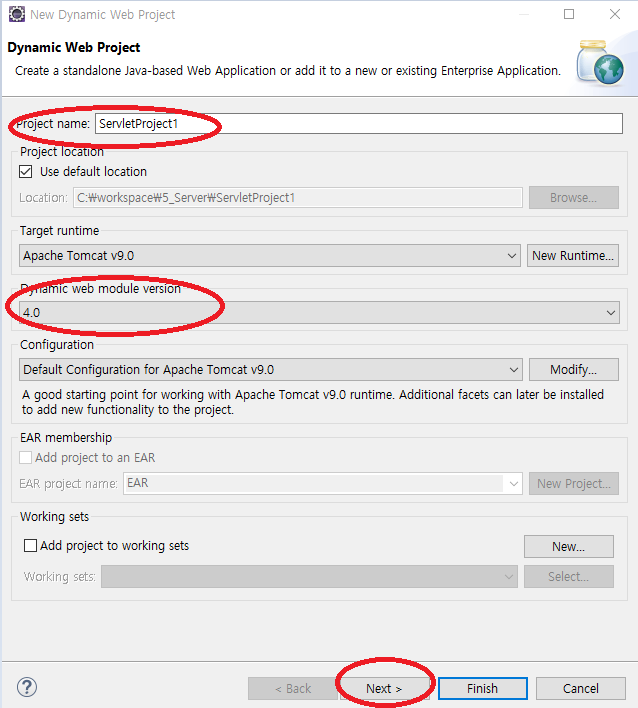 New Dynamic Web Project
Dynamic Web Project
Create a standalone Java-based Web Application or add it to a new or existing Enterprise Application.
Project name: ServletProject1
Project location
Use default location
Location: C:₩workspace₩5_Server₩ServletProject1 Browse...
Target runtime
Apache Tomcat v9.0 New Runtime...
Dynamic web module version
4.0
Configuration
Default Configuration for Apache Tomcat v9.0 Modify...
A good starting point for working with Apache Tomcat v9.0 runtime. Additional facets can later be installed
to add new functionality to the project.
EAR membership
Add project to an EAR
EAR project name: EAR New Project...
Working sets
Add project to working sets New...
Working sets: Select...
? < Back Next > Finish Cancel